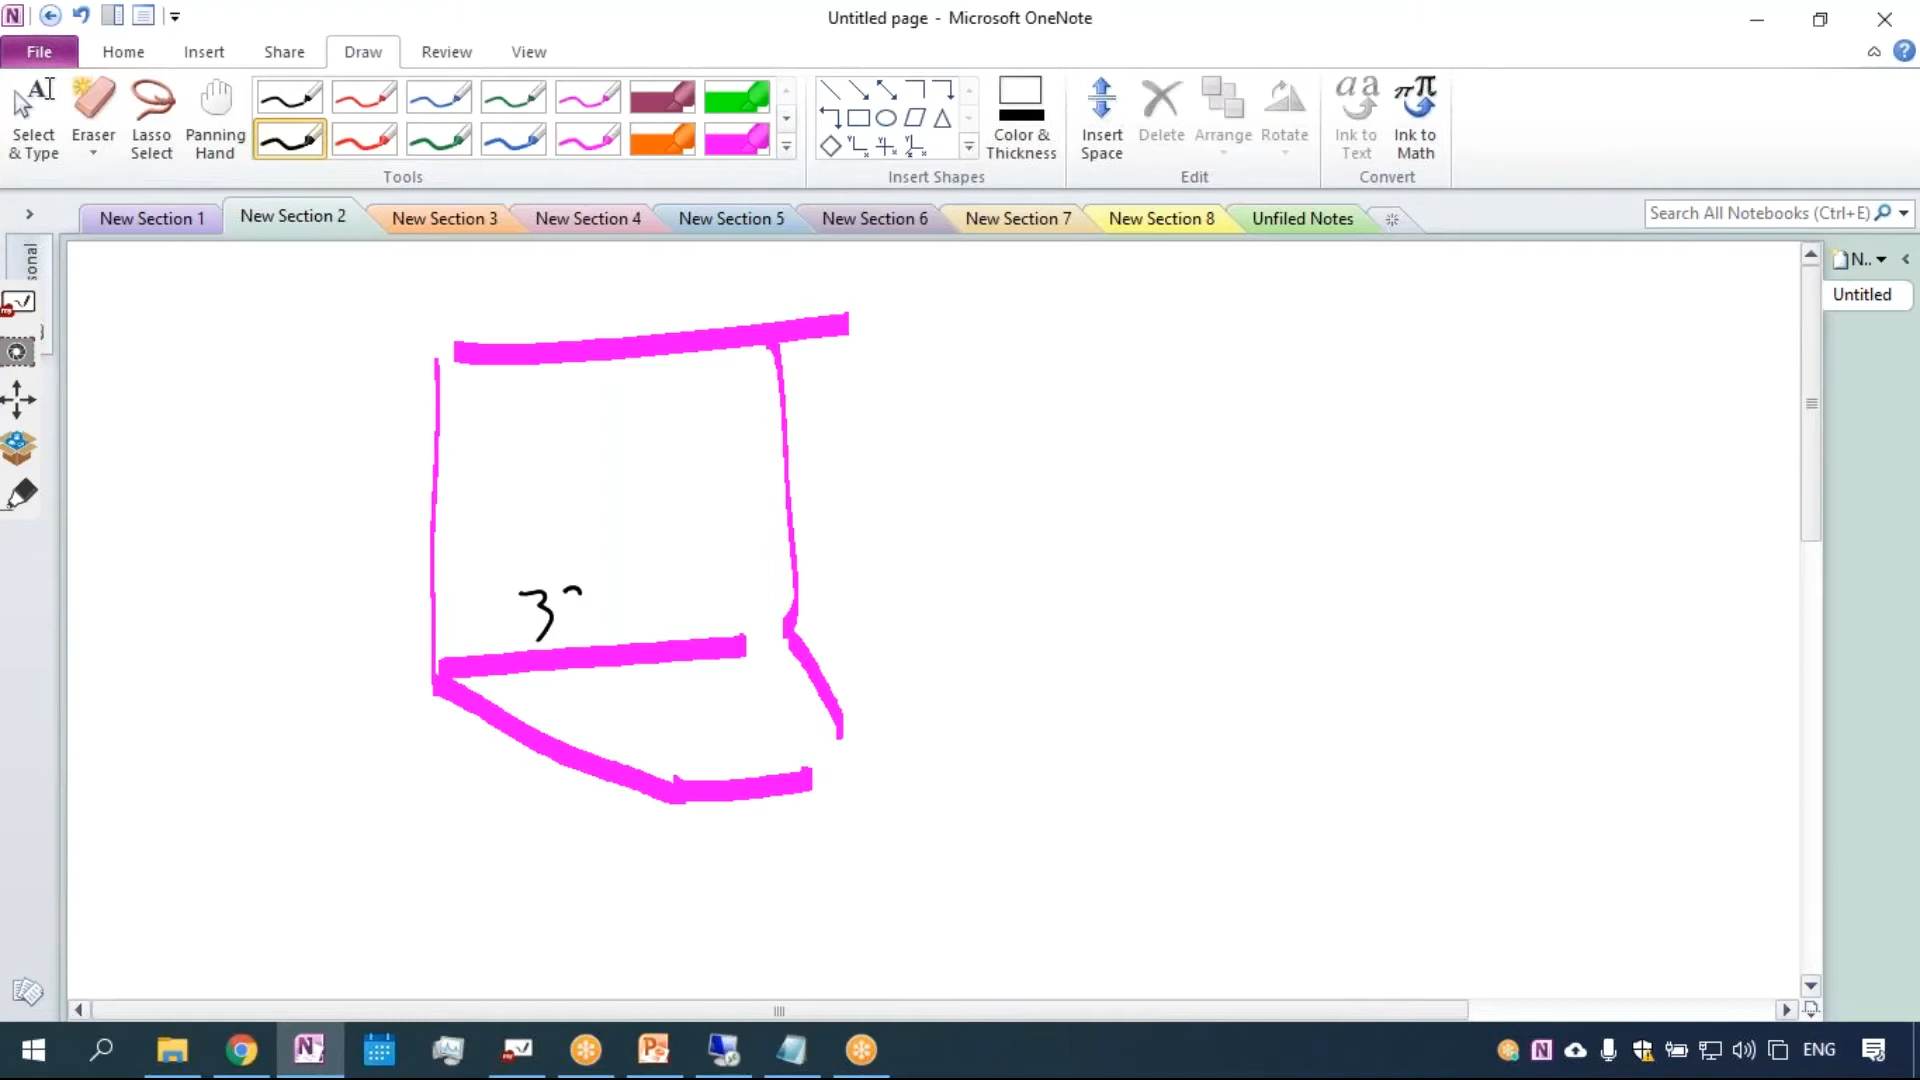 Untitled page - Microsoft OneNote
File Home Insert Share Draw Review View
Select & Type
Eraser
Lasso Select
Panning Hand
Color & Thickness
Insert Space
Delete
Arrange
Rotate
Ink to Text
Ink to Math
Tools
Insert Shapes
Edit
Convert
New Section 1 New Section 2 New Section 3 New Section 4 New Section 5 New Section 6 New Section 7 New Section 8 Unfiled Notes
Search All Notebooks (Ctrl+E)
N..
Untitled
3
ENG